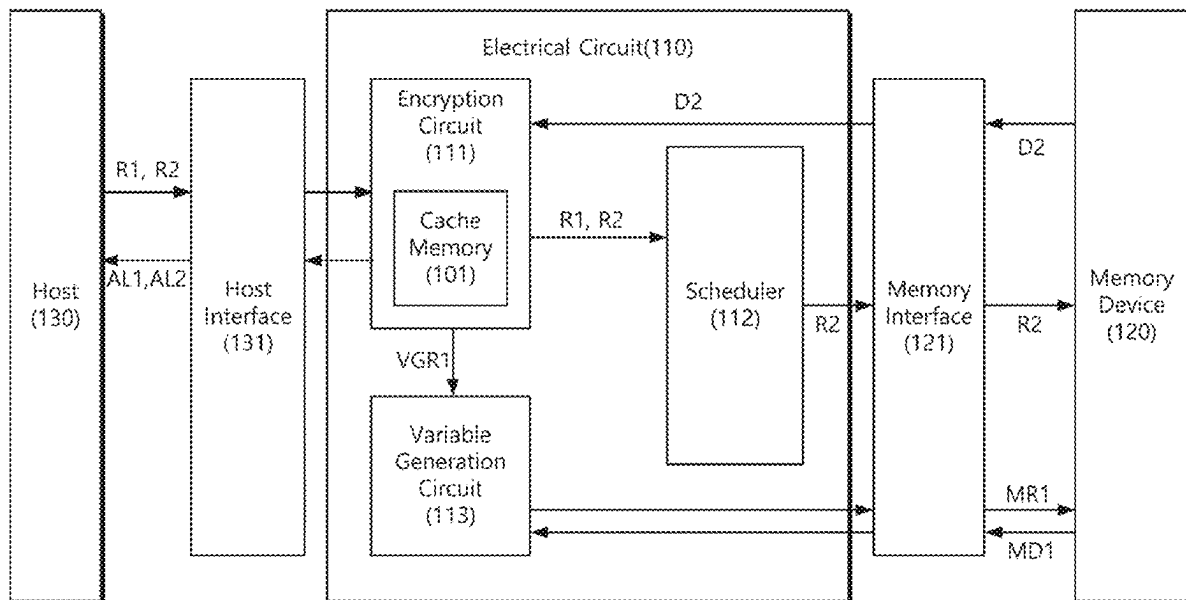 Electrical Circuit(110)
Encryption
Circuit
(111)
Cache
Memory
(101)
D2
D2
R1, R2
R1, R2
AL1,AL2
Host
(130)
Host
Interface
(131)
Scheduler
(112)
R2
Memory
Interface
(121)
R2
Memory
Device
(120)
VGR1
Variable
Generation
Circuit
(113)
MR1
MD1